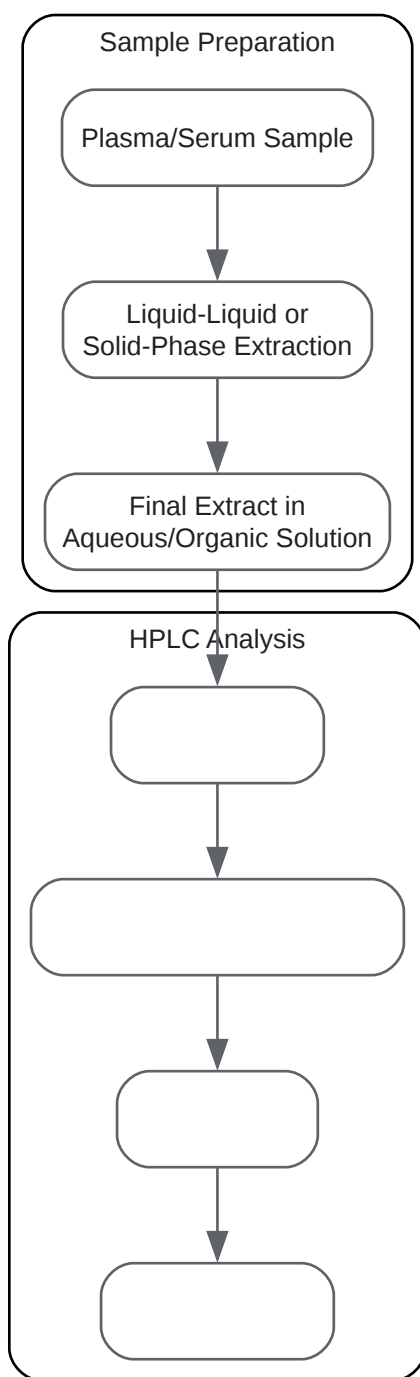 Sample Preparation
Plasma/Serum Sample
Liquid-Liquid or
Solid-Phase Extraction
Final Extract in
Aqueous/Organic Solution
HPLC Analysis